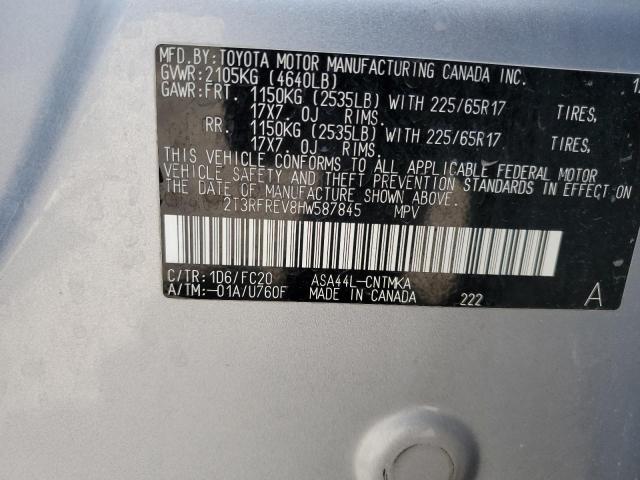 MFD.BY: TOYOTA MOTOR MANUFACTURING CANADA INC.
GVWR: 2105KG (4640LB)
GAWR: FRT. 1150KG (2535LB) WITH 225/65R17 TIRES,
17X7.0J RIMS.
RR. 1150KG (2535LB) WITH 225/65R17 TIRES,
17X7.0J RIMS.
THIS VEHICLE CONFORMS TO ALL APPLICABLE FEDERAL MOTOR
VEHICLE SAFETY AND THEFT PREVENTION STANDARDS IN EFFECT ON
THE DATE OF MANUFACTURE SHOWN ABOVE.
2T3RFREV8HW587845 MPV
C/TR: 1D6/FC20 ASA44L-CNTMKA
A/TM: -01A/U760F MADE IN CANADA 222 A